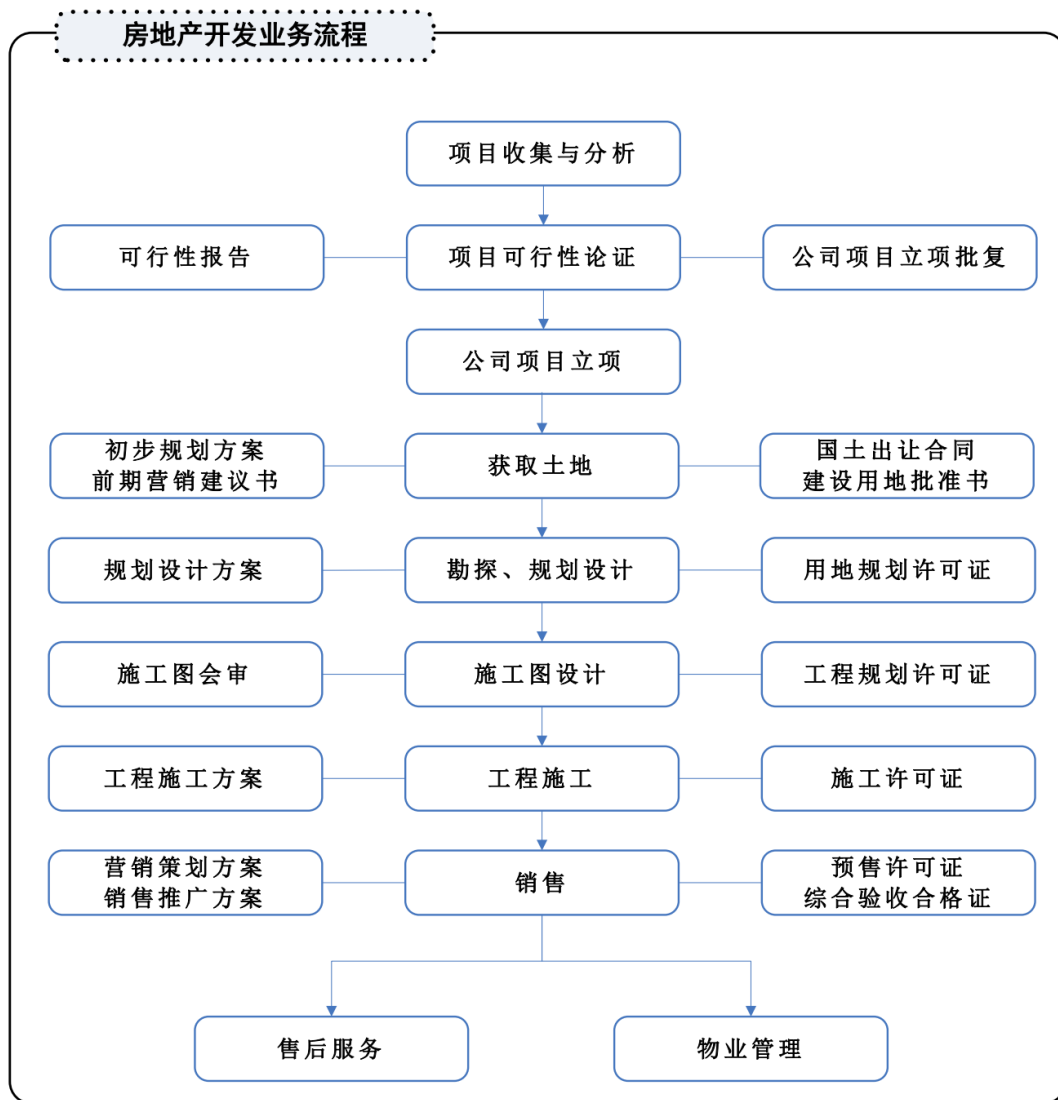 房地产开发业务流程
项目收集与分析
可行性报告
项目可行性论证
公司项目立项批复
公司项目立项
初步规划方案
前期营销建议书
获取土地
国土出让合同
建设用地批准书
规划设计方案
勘探、规划设计
用地规划许可证
施工图会审
施工图设计
工程规划许可证
工程施工方案
工程施工
施工许可证
营销策划方案
销售推广方案
销售
预售许可证
综合验收合格证
售后服务
物业管理